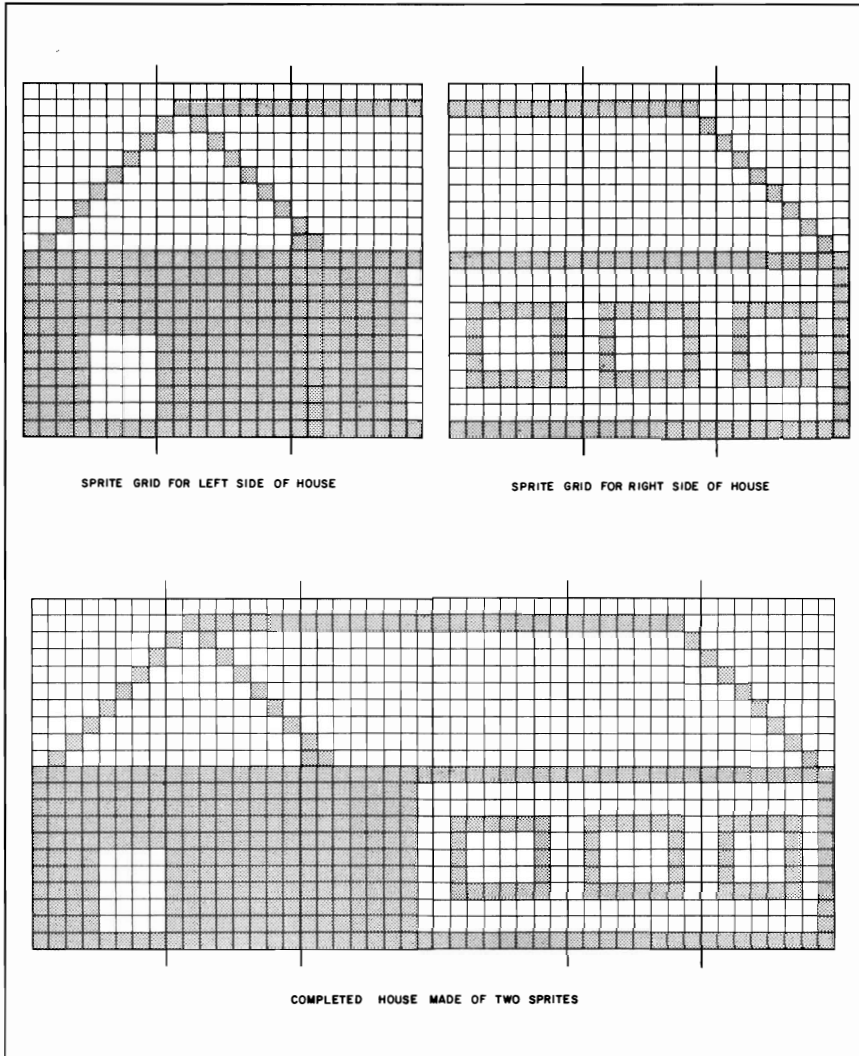 SPRITE GRID FOR LEFT SIDE OF HOUSE
SPRITE GRID FOR RIGHT SIDE OF HOUSE
COMPLETED HOUSE MADE OF TWO SPRITES